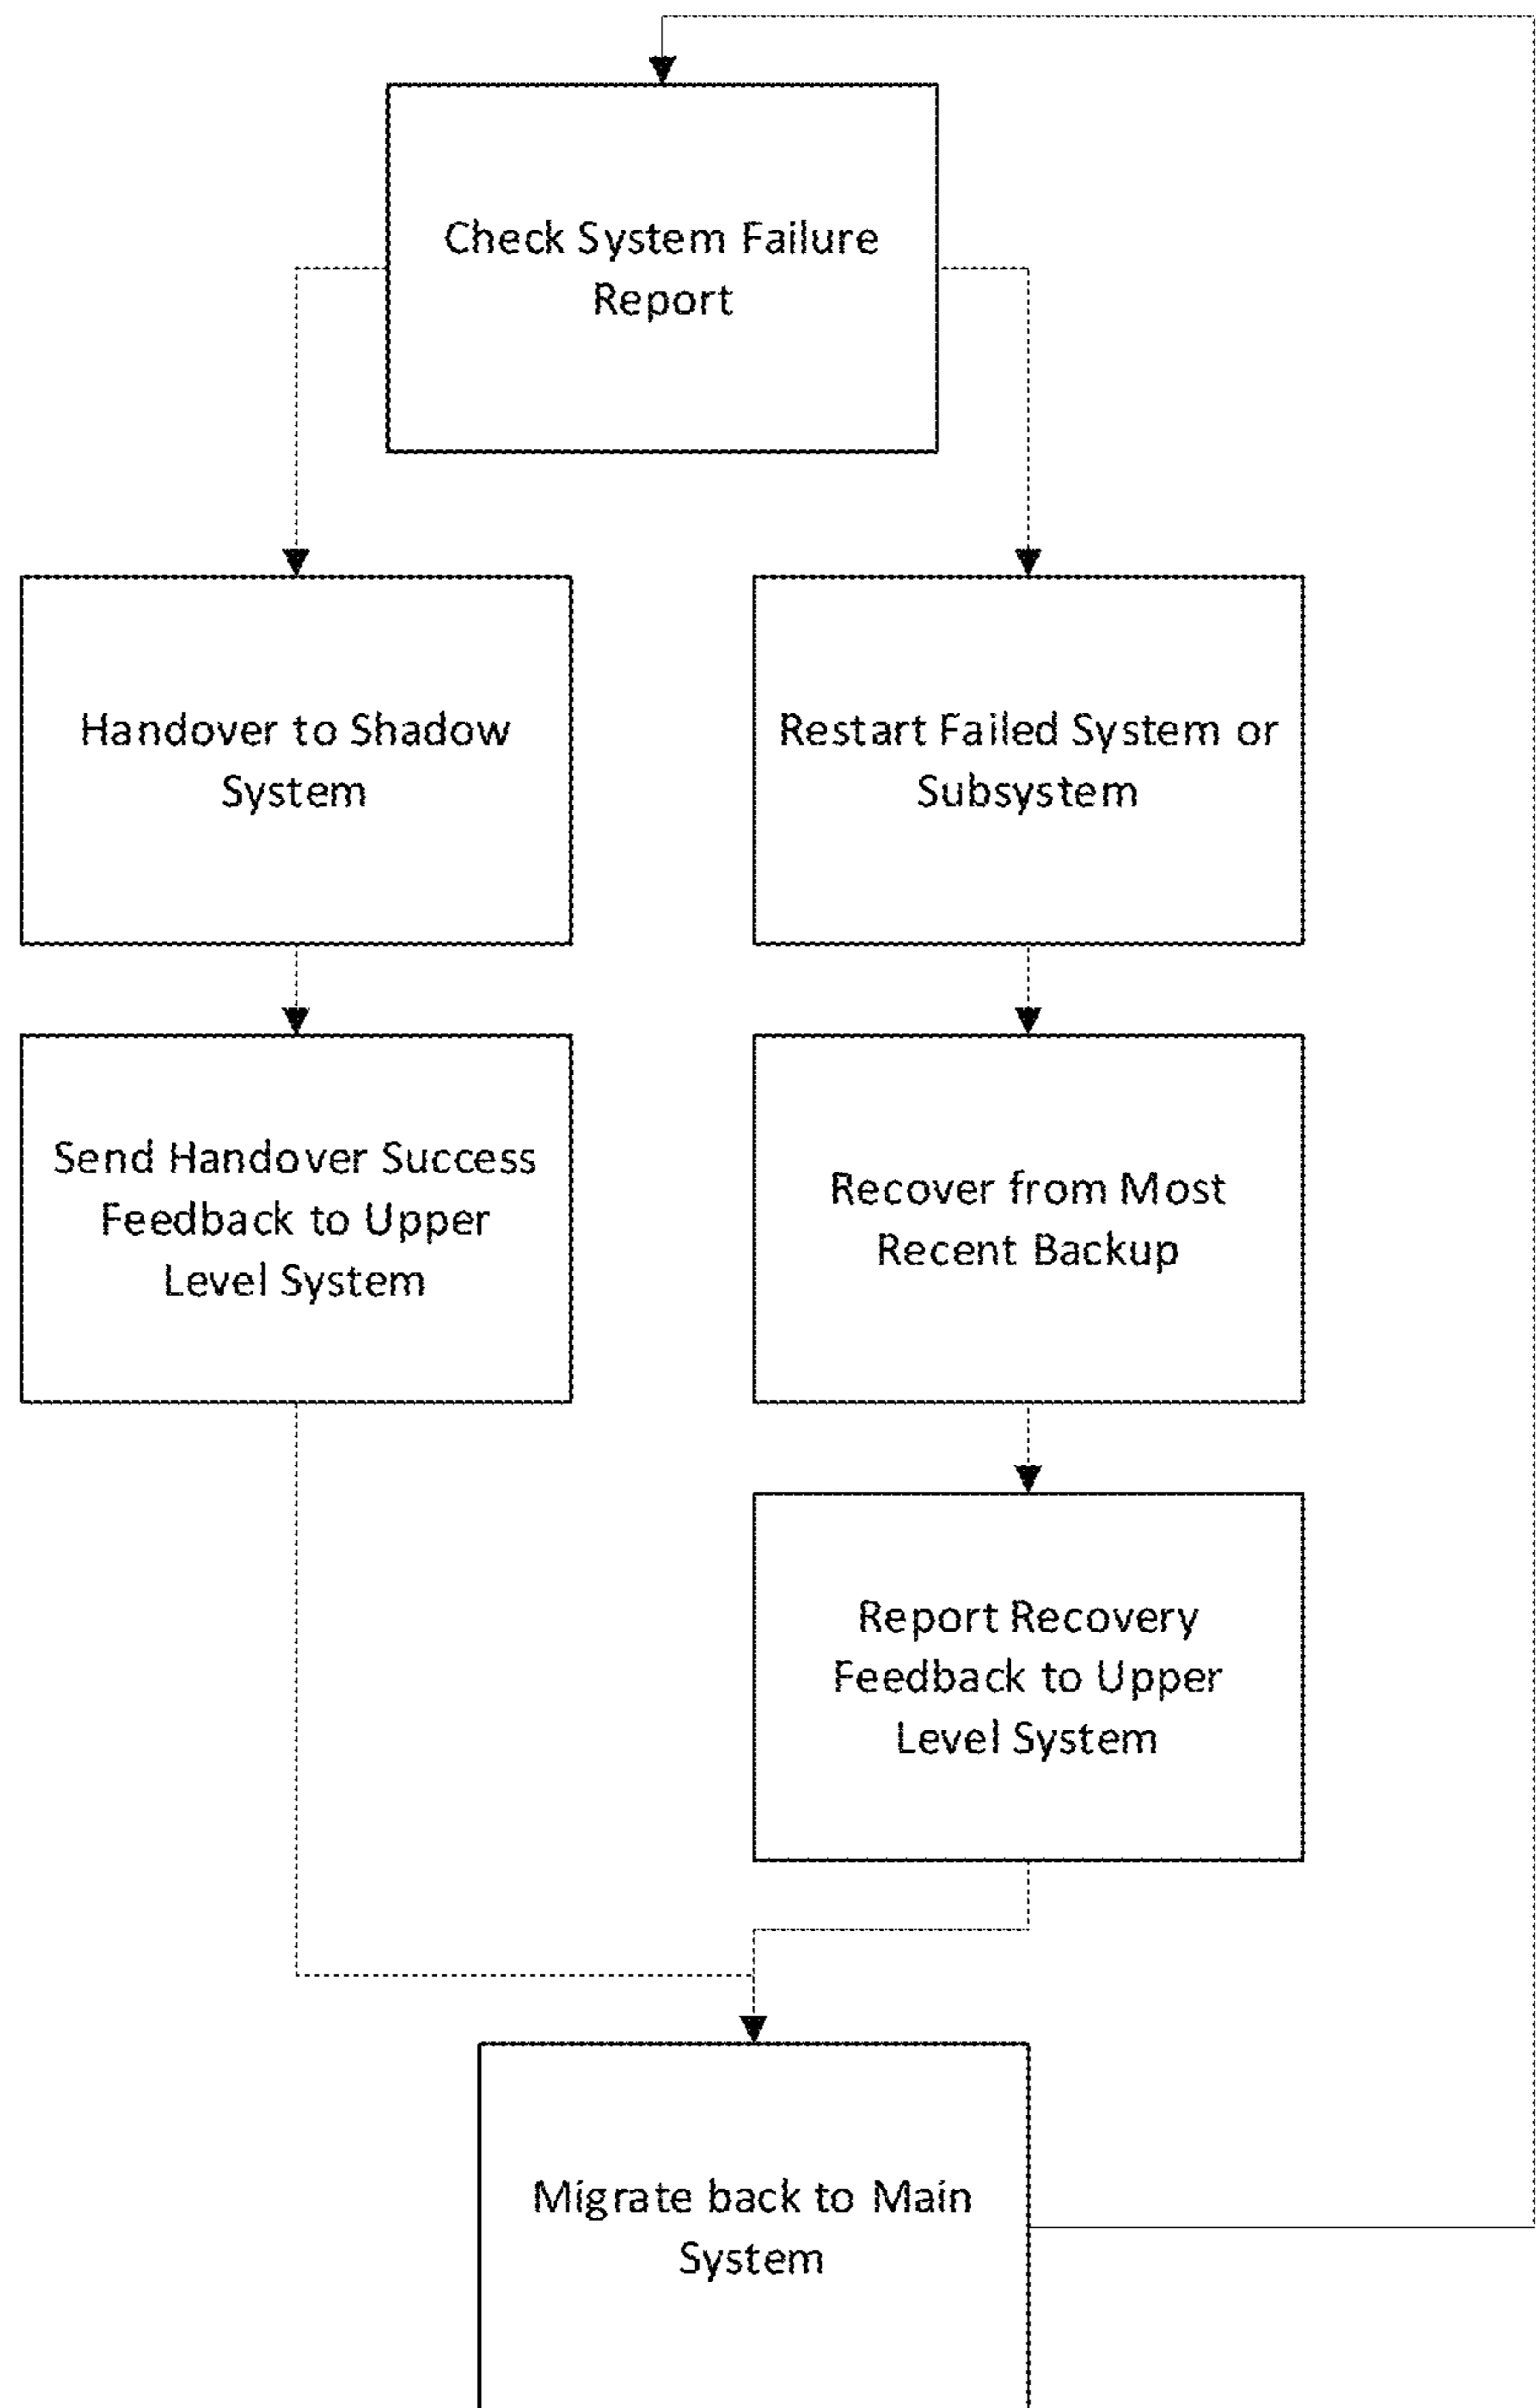 Check System Failure
Report
Handover to Shadow
System
Restart Failed System or
Subsystem
Send Handover Success
Feedback to Upper
Level System
Recover from Most
Recent Backup
Report Recovery
Feedback to Upper
Level System
Migrate back to Main
System